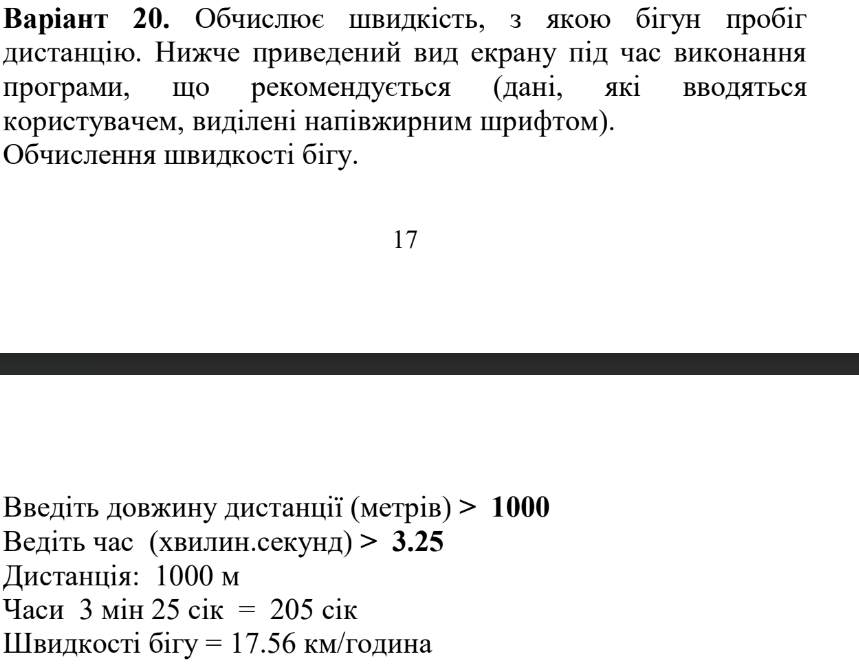 Варіант 20. Обчислює швидкість, з якою бігун пробіг
дистанцію. Нижче приведений вид екрану під час виконання
програми, що рекомендується (дані, які вводяться
користувачем, виділені напівжирним шрифтом).
Обчислення швидкості бігу.
17
Введіть довжину дистанції (метрів) > 1000
Ведіть час (хвилин.секунд) > 3.25
Дистанція: 1000 м
Часи 3 мін 25 сік = 205 сік
Швидкості бігу = 17.56 км/година